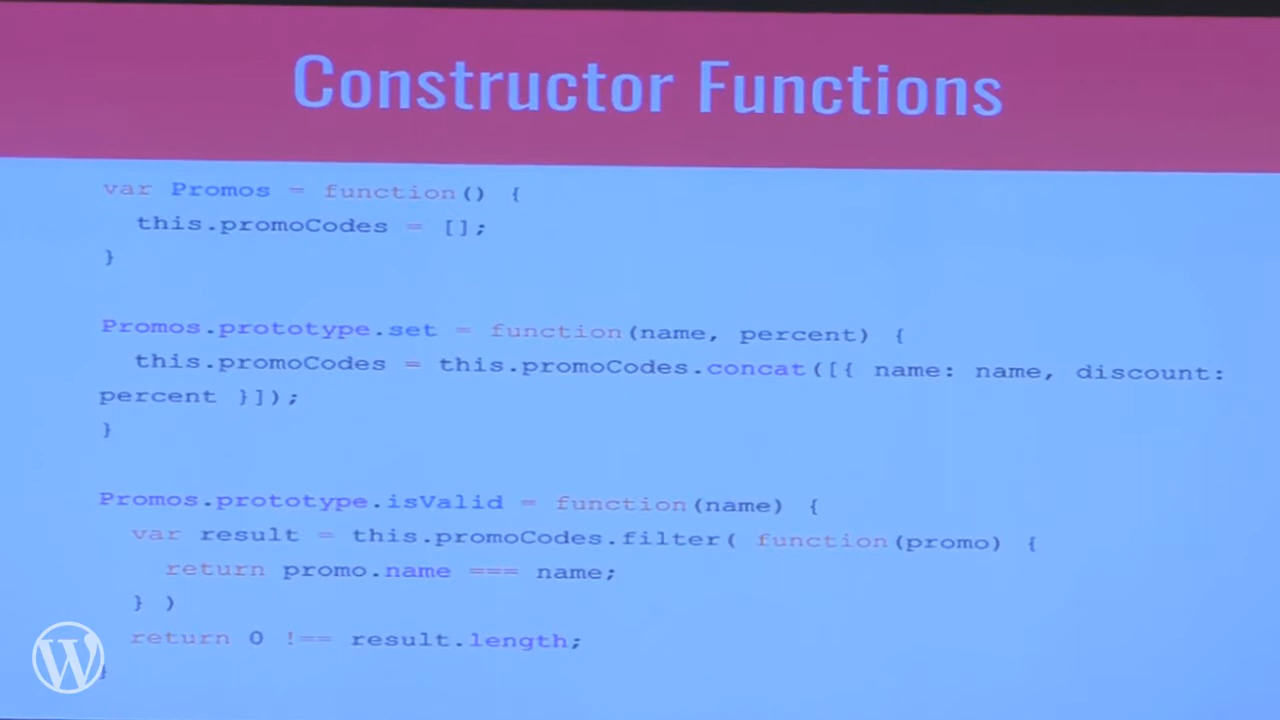 Constructor Functions
var Promos = function() {
this.promoCodes = [];
}
Promos.prototype.set = function(name, percent) {
this.promoCodes = this.promoCodes.concat([{ name: name, discount:
percent }]);
}
Promos.prototype.isValid = function(name) {
var result = this.promoCodes.filter( function(promo) {
return promo.name === name;
} )
return 0 !== result.length;
}